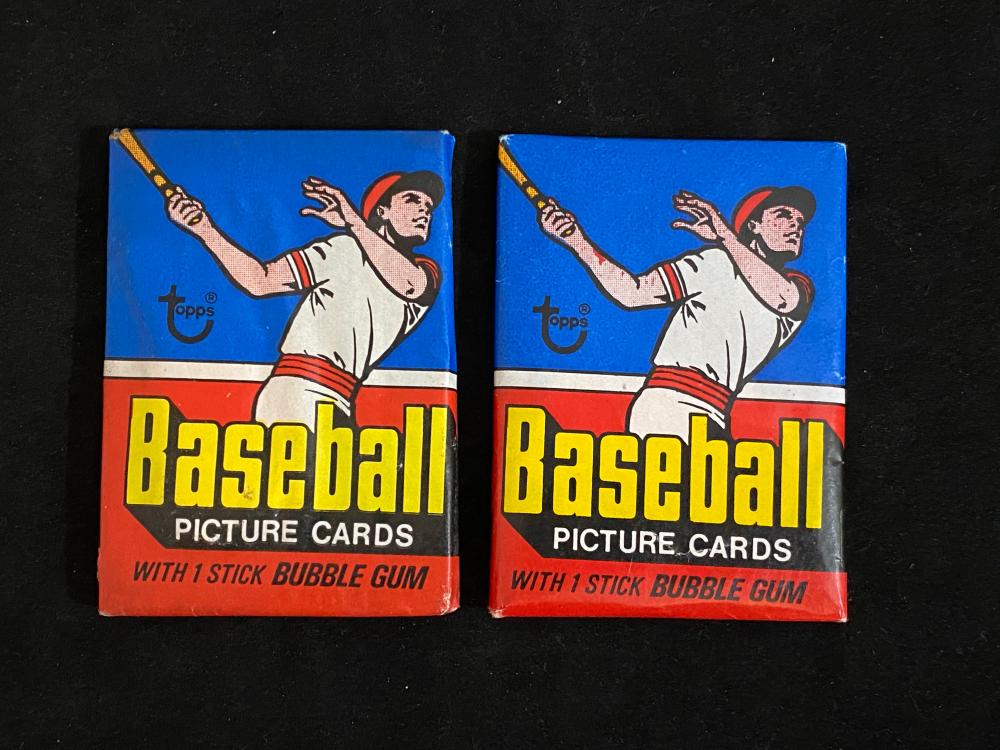 topps®
Baseball
PICTURE CARDS
WITH 1 STICK BUBBLE GUM
topps®
Baseball
PICTURE CARDS
WITH 1 STICK BUBBLE GUM